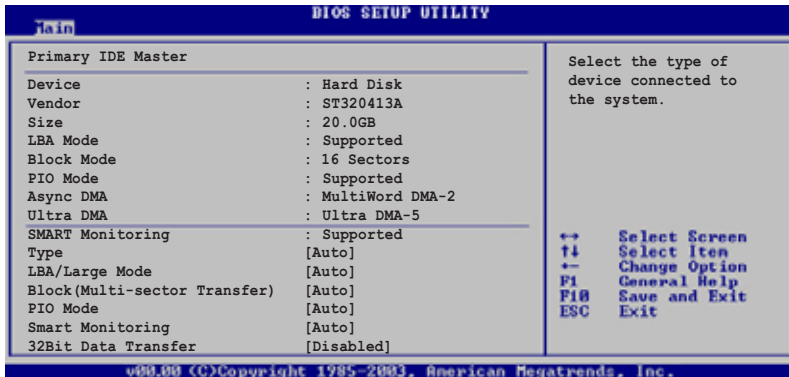 BIOS SETUP UTILITY
Main
Primary IDE Master
Device : Hard Disk
Vendor : ST320413A
Size : 20.0GB
LBA Mode : Supported
Block Mode : 16 Sectors
PIO Mode : Supported
Async DMA : MultiWord DMA-2
Ultra DMA : Ultra DMA-5
SMART Monitoring : Supported
Type [Auto]
LBA/Large Mode [Auto]
Block(Multi-sector Transfer) [Auto]
PIO Mode [Auto]
Smart Monitoring [Auto]
32Bit Data Transfer [Disabled]
Select the type of
device connected to
the system.
↔ Select Screen
↑↓ Select Item
+- Change Option
F1 General Help
F10 Save and Exit
ESC Exit
v00.00 (C)Copyright 1985-2003, American Megatrends, Inc.